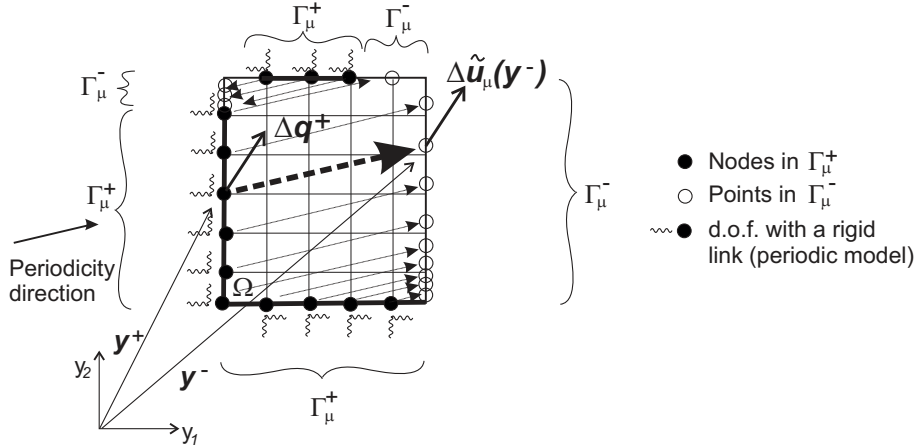 Γμ+ Γμ-
Γμ-
Δũμ(y-)
Δq+
Γμ+
Γμ-
Nodes in Γμ+
Points in Γμ-
d.o.f. with a rigid
link (periodic model)
Periodicity
direction
Ω
y+
y-
y2
y1
Γμ+